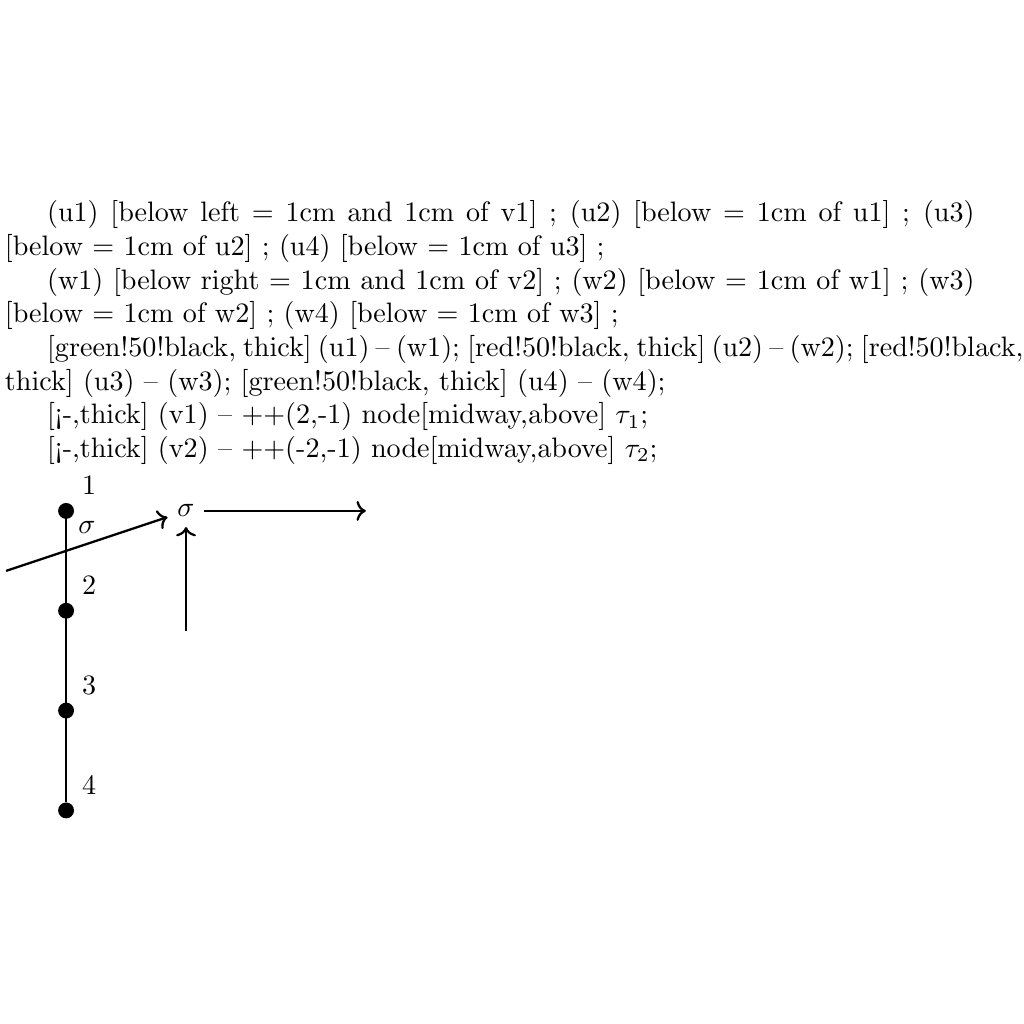 (u1) [below left = 1cm and 1cm of v1] ; (u2) [below = 1cm of u1] ; (u3)
[below = 1cm of u2] ; (u4) [below = 1cm of u3] ;
(w1) [below right = 1cm and 1cm of v2] ; (w2) [below = 1cm of w1] ; (w3)
[below = 1cm of w2] ; (w4) [below = 1cm of w3] ;
[green!50!black, thick] (u1) – (w1); [red!50!black, thick] (u2) – (w2); [red!50!black,
thick] (u3) – (w3); [green!50!black, thick] (u4) – (w4);
[¡-,thick] (v1) – ++(2,-1) node[midway,above] τ₁;
[¡-,thick] (v2) – ++(-2,-1) node[midway,above] τ₂;
1
σ
σ
2
3
4